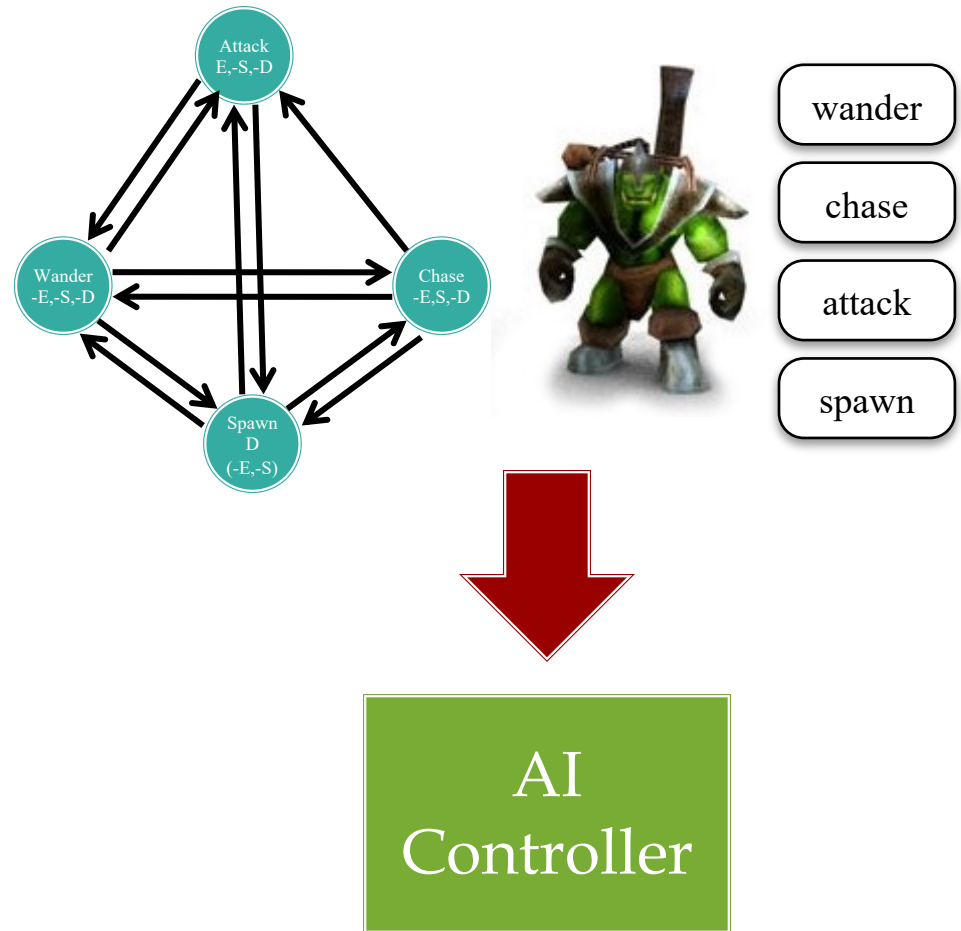 Attack
E,-S,-D
Wander
-E,-S,-D
Chase
-E,S,-D
Spawn
D
(-E,-S)
wander
chase
attack
spawn
AI
Controller